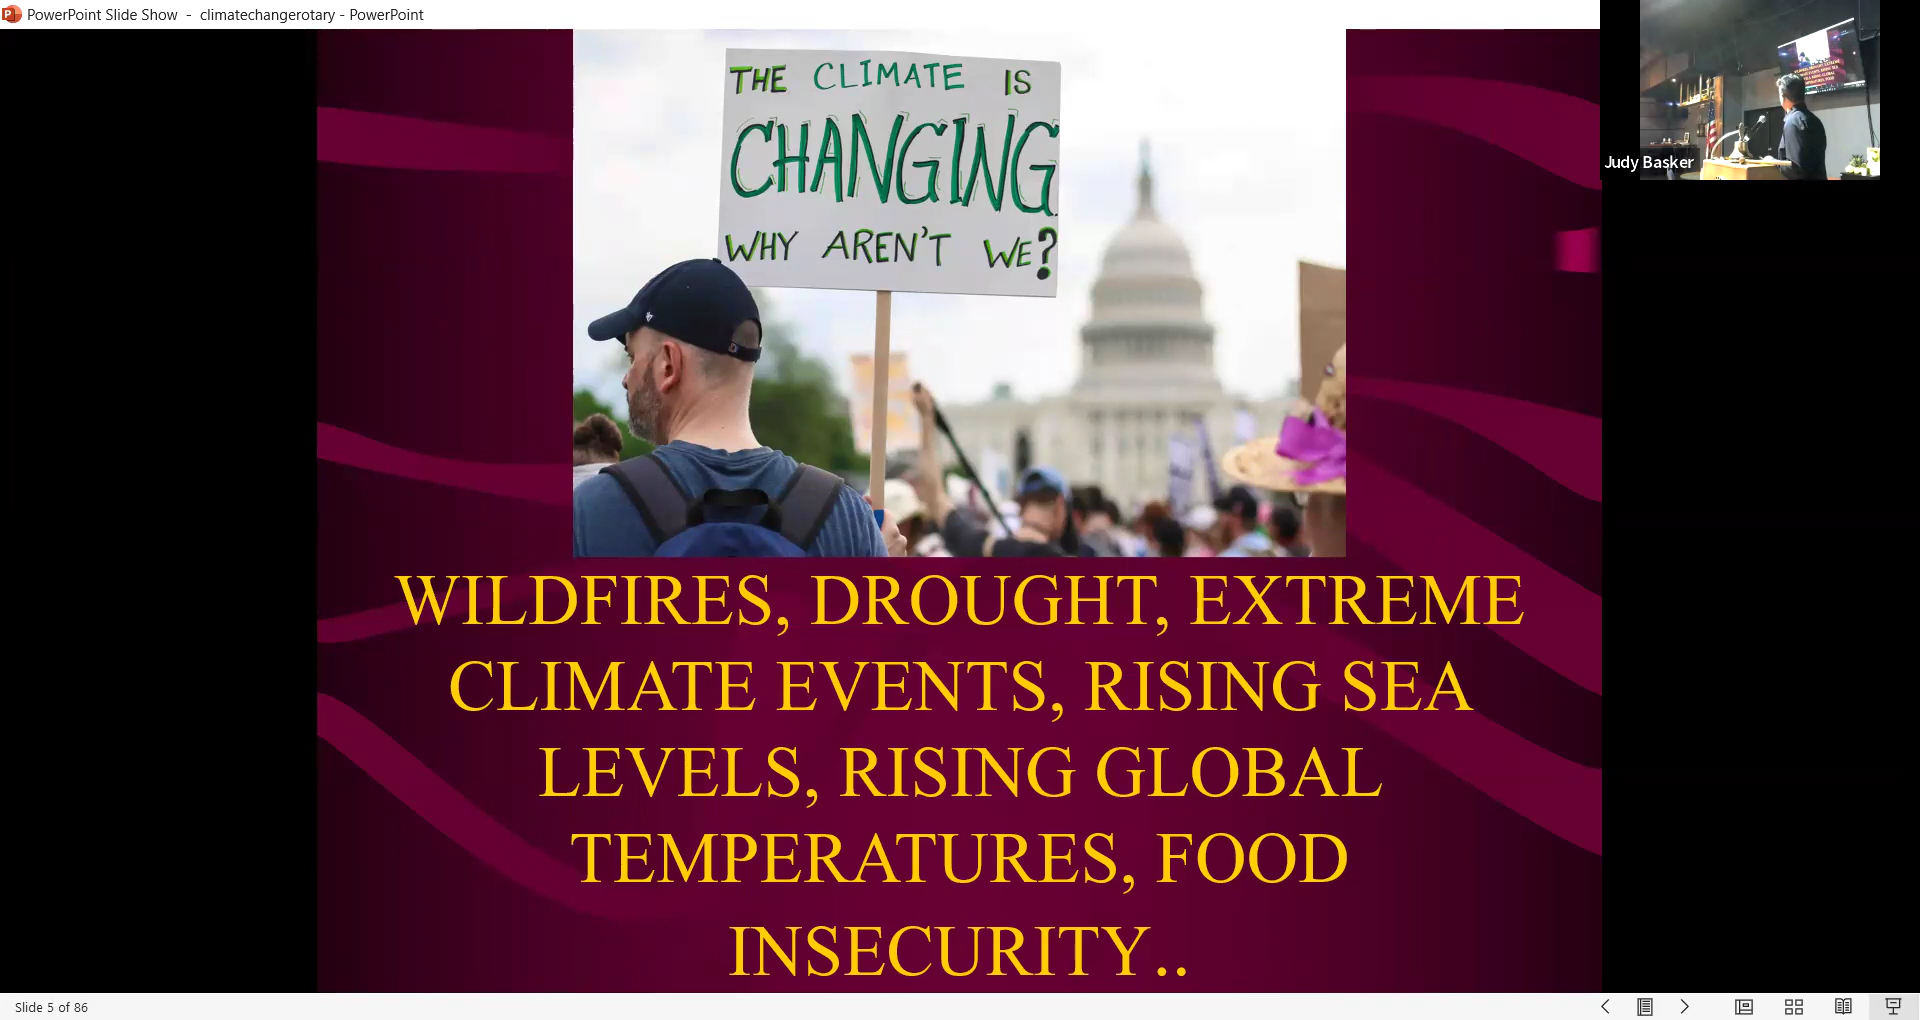 PowerPoint Slide Show - climatechangerotary - PowerPoint
THE CLIMATE IS
CHANGING
WHY AREN'T WE?
Judy Basker
WILDFIRES, DROUGHT, EXTREME
CLIMATE EVENTS, RISING SEA
LEVELS, RISING GLOBAL
TEMPERATURES, FOOD
INSECURITY..
Slide 5 of 86